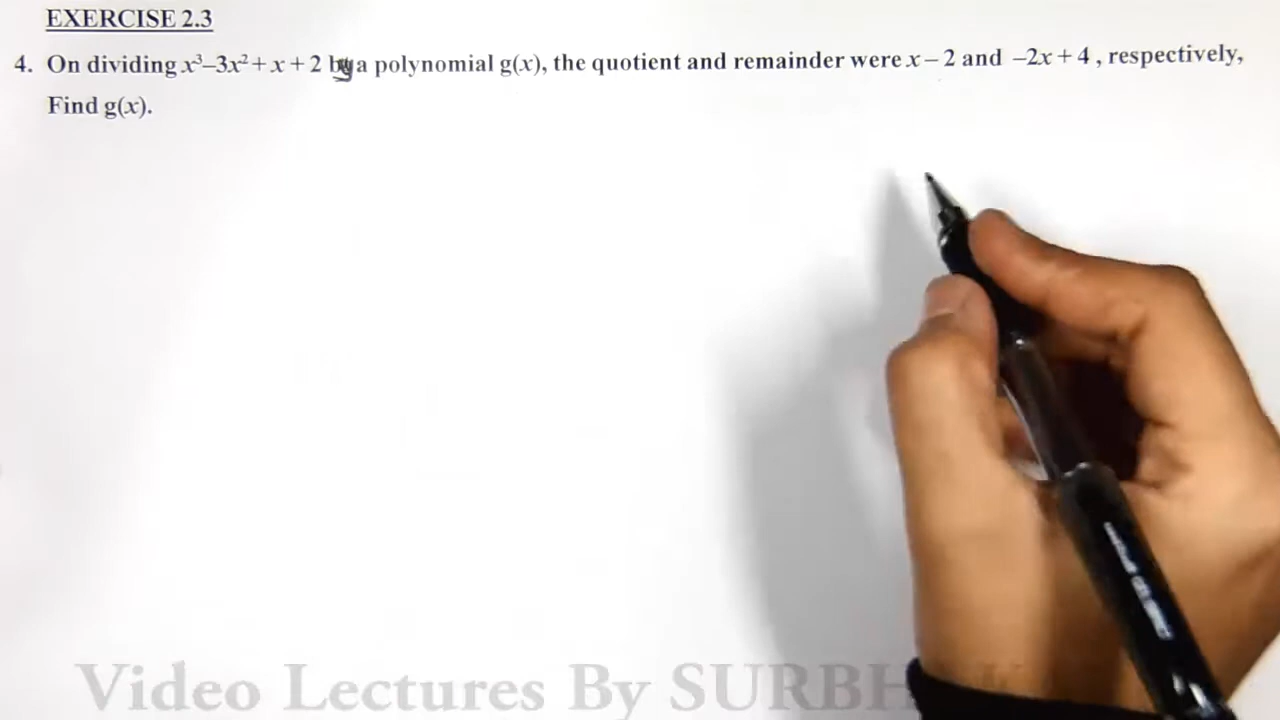 EXERCISE 2.3
4. On dividing x³–3x²+x+2 by a polynomial g(x), the quotient and remainder were x–2 and –2x+4, respectively,
Find g(x).
Video Lectures By